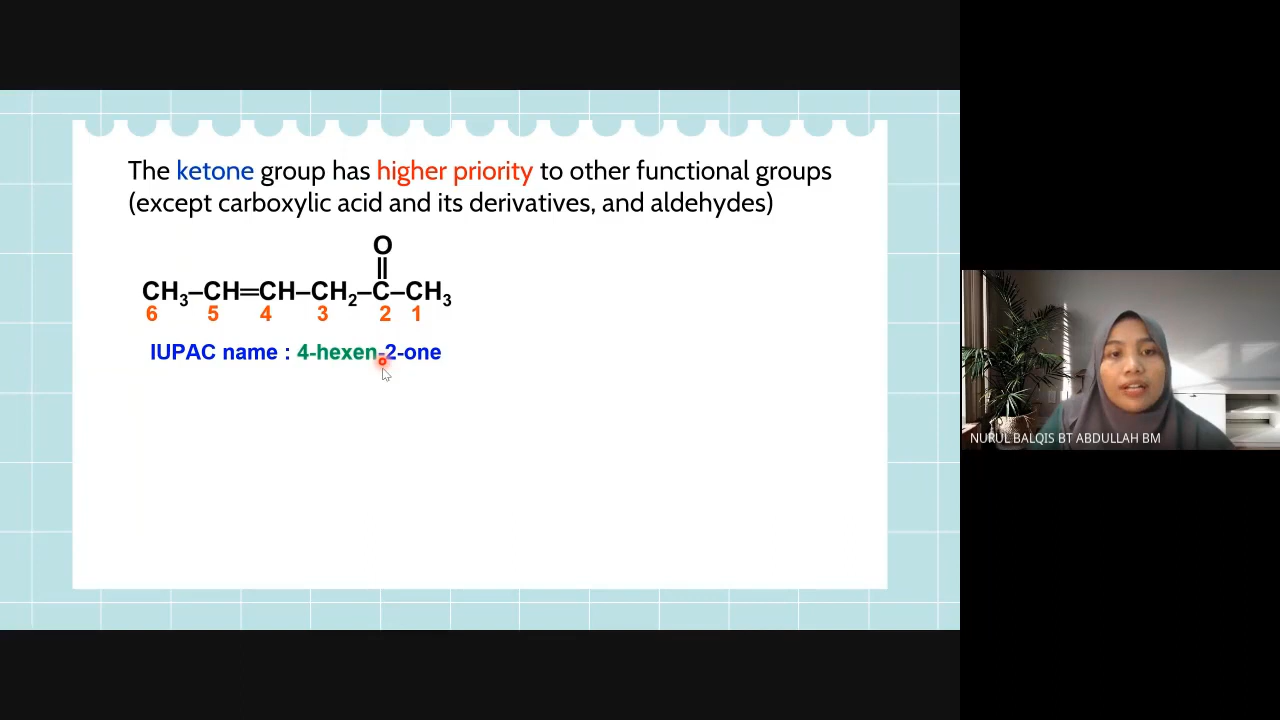 The ketone group has higher priority to other functional groups
(except carboxylic acid and its derivatives, and aldehydes)
O
CH₃–CH=CH–CH₂–C–CH₃
6 5 4 3 2 1
IUPAC name : 4-hexen-2-one
NURUL BALQIS BT ABDULLAH BM